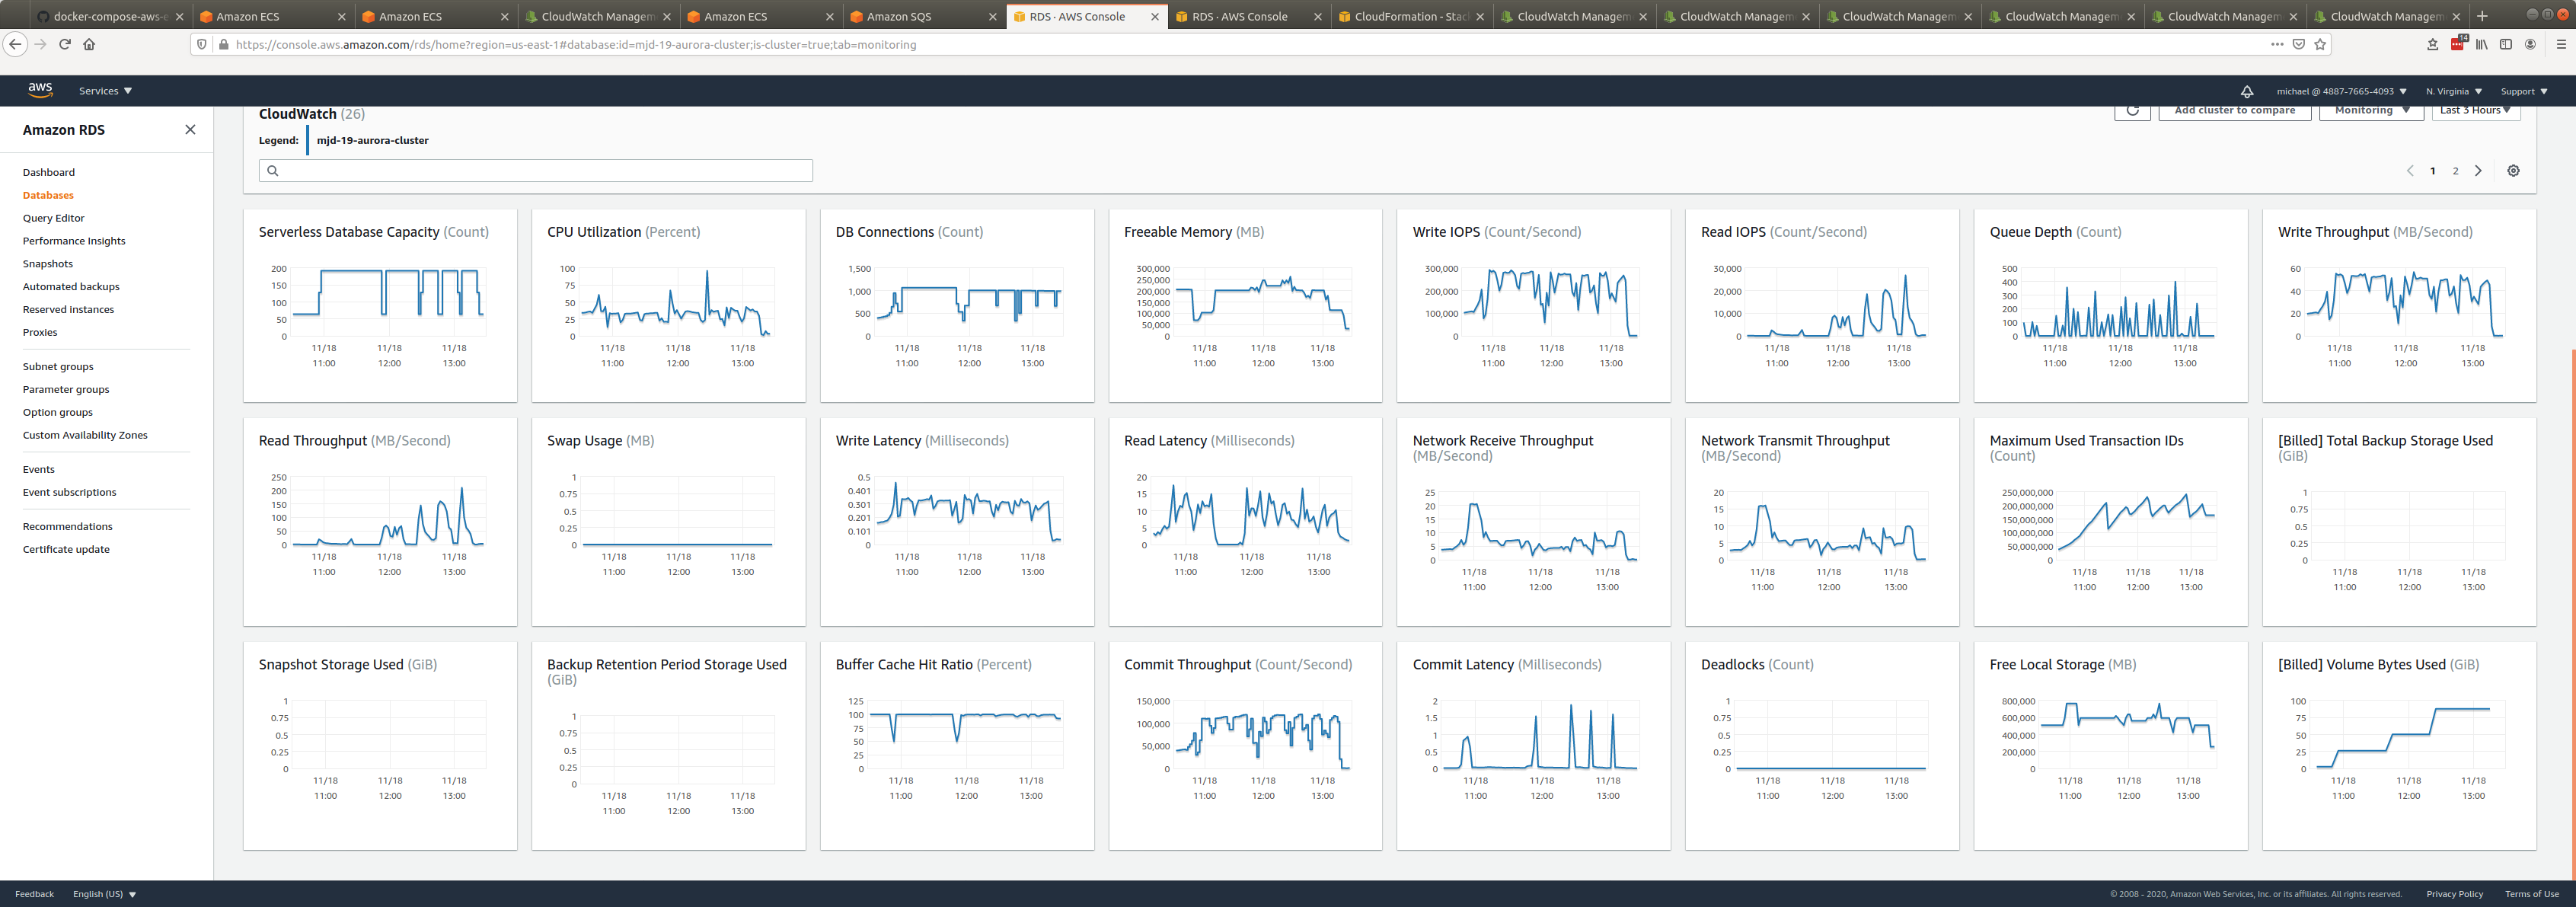 docker-compose-aws-e
Amazon ECS
Amazon ECS
CloudWatch Managem
Amazon ECS
Amazon SQS
RDS · AWS Console
RDS · AWS Console
CloudFormation - Stack
CloudWatch Managem
CloudWatch Managem
CloudWatch Managem
CloudWatch Managem
CloudWatch Managem
CloudWatch Managem
https://console.aws.amazon.com/rds/home?region=us-east-1#database:id=mjd-19-aurora-cluster;is-cluster=true;tab=monitoring
14
aws
Services
michael @ 4887-7665-4093
N. Virginia
Support
Amazon RDS
Dashboard
Databases
Query Editor
Performance Insights
Snapshots
Automated backups
Reserved instances
Proxies
Subnet groups
Parameter groups
Option groups
Custom Availability Zones
Events
Event subscriptions
Recommendations
Certificate update
CloudWatch (26)
Add cluster to compare
Monitoring
Last 3 Hours
Legend: mjd-19-aurora-cluster
1 2
Serverless Database Capacity (Count)
200
150
100
50
0
11/18 11/18 11/18
11:00 12:00 13:00
CPU Utilization (Percent)
100
75
50
25
0
11/18 11/18 11/18
11:00 12:00 13:00
DB Connections (Count)
1,500
1,000
500
0
11/18 11/18 11/18
11:00 12:00 13:00
Freeable Memory (MB)
300,000
250,000
200,000
150,000
100,000
50,000
0
11/18 11/18 11/18
11:00 12:00 13:00
Write IOPS (Count/Second)
300,000
200,000
100,000
0
11/18 11/18 11/18
11:00 12:00 13:00
Read IOPS (Count/Second)
30,000
20,000
10,000
0
11/18 11/18 11/18
11:00 12:00 13:00
Queue Depth (Count)
500
400
300
200
100
0
11/18 11/18 11/18
11:00 12:00 13:00
Write Throughput (MB/Second)
60
40
20
0
11/18 11/18 11/18
11:00 12:00 13:00
Read Throughput (MB/Second)
250
200
150
100
50
0
11/18 11/18 11/18
11:00 12:00 13:00
Swap Usage (MB)
1
0.75
0.5
0.25
0
11/18 11/18 11/18
11:00 12:00 13:00
Write Latency (Milliseconds)
0.5
0.401
0.301
0.201
0.101
0
11/18 11/18 11/18
11:00 12:00 13:00
Read Latency (Milliseconds)
20
15
10
5
0
11/18 11/18 11/18
11:00 12:00 13:00
Network Receive Throughput
(MB/Second)
25
20
15
10
5
0
11/18 11/18 11/18
11:00 12:00 13:00
Network Transmit Throughput
(MB/Second)
20
15
10
5
0
11/18 11/18 11/18
11:00 12:00 13:00
Maximum Used Transaction IDs
(Count)
250,000,000
200,000,000
150,000,000
100,000,000
50,000,000
0
11/18 11/18 11/18
11:00 12:00 13:00
[Billed] Total Backup Storage Used
(GiB)
1
0.75
0.5
0.25
0
11/18 11/18 11/18
11:00 12:00 13:00
Snapshot Storage Used (GiB)
1
0.75
0.5
0.25
0
11/18 11/18 11/18
11:00 12:00 13:00
Backup Retention Period Storage Used
(GiB)
1
0.75
0.5
0.25
0
11/18 11/18 11/18
11:00 12:00 13:00
Buffer Cache Hit Ratio (Percent)
125
100
75
50
25
0
11/18 11/18 11/18
11:00 12:00 13:00
Commit Throughput (Count/Second)
150,000
100,000
50,000
0
11/18 11/18 11/18
11:00 12:00 13:00
Commit Latency (Milliseconds)
2
1.5
1
0.5
0
11/18 11/18 11/18
11:00 12:00 13:00
Deadlocks (Count)
1
0.75
0.5
0.25
0
11/18 11/18 11/18
11:00 12:00 13:00
Free Local Storage (MB)
800,000
600,000
400,000
200,000
0
11/18 11/18 11/18
11:00 12:00 13:00
[Billed] Volume Bytes Used (GiB)
100
75
50
25
0
11/18 11/18 11/18
11:00 12:00 13:00
Feedback
English (US)
© 2008 - 2020, Amazon Web Services, Inc. or its affiliates. All rights reserved.
Privacy Policy
Terms of Use